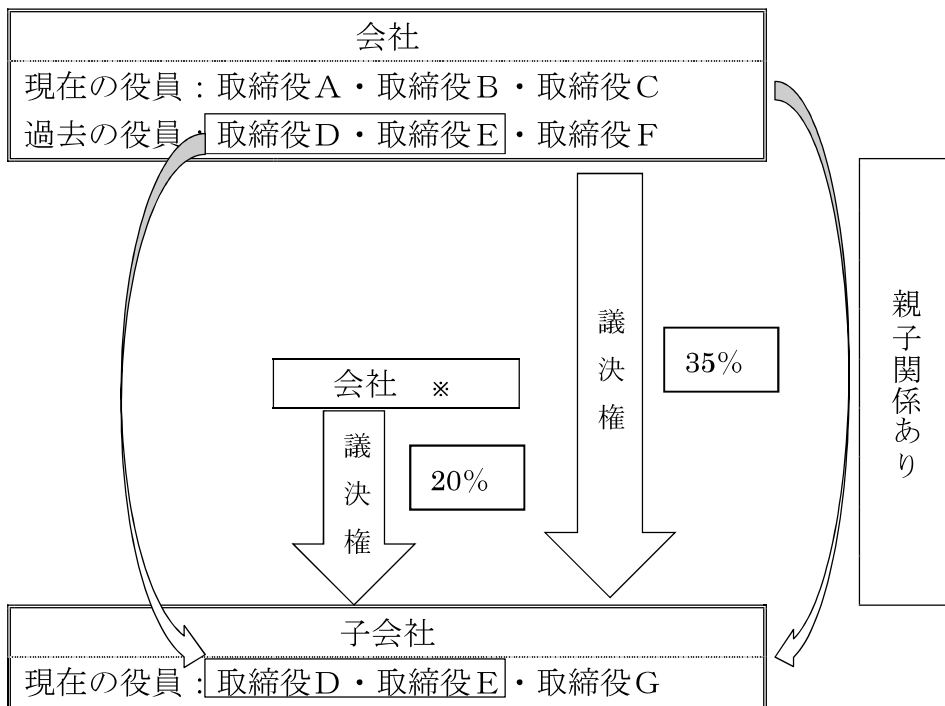 会社
現在の役員：取締役Ａ・取締役Ｂ・取締役Ｃ
過去の役員：取締役Ｄ・取締役Ｅ・取締役Ｆ
親子関係あり
議決権
35%
会社　※
議決権
20%
子会社
現在の役員：取締役Ｄ・取締役Ｅ・取締役Ｇ